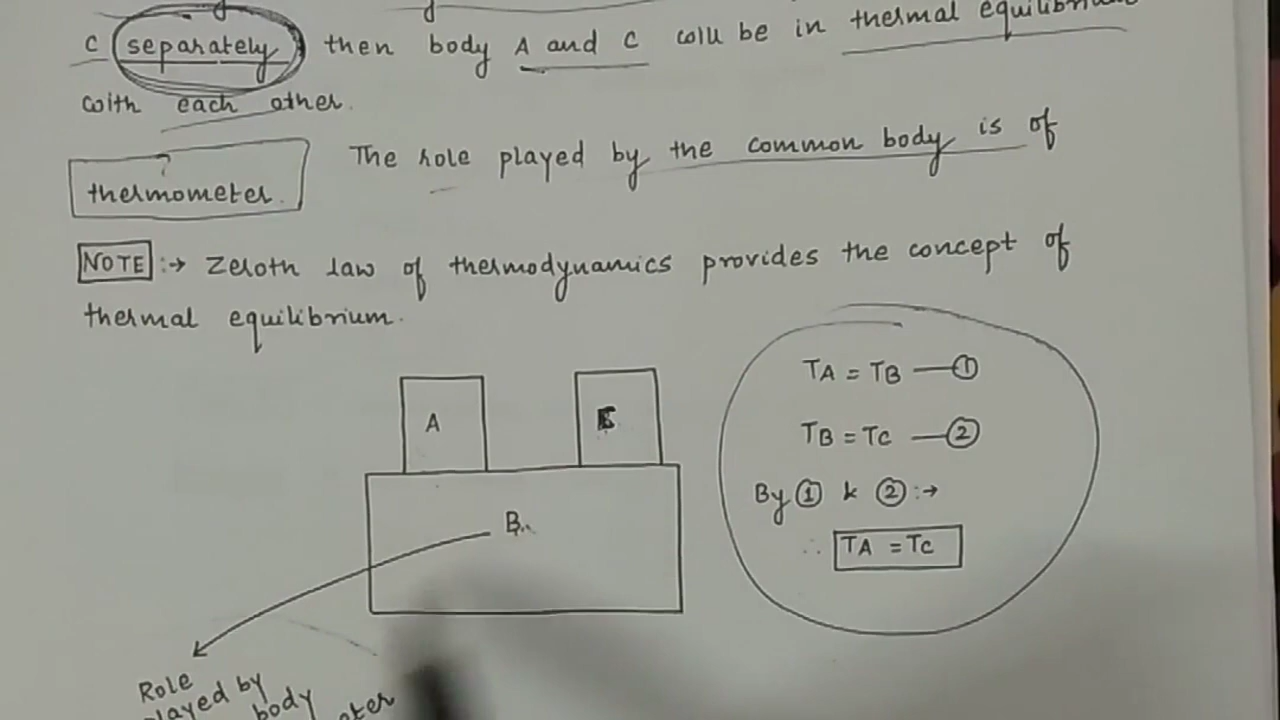 C separately, then body A and C will be in thermal equilibrium
with each other.
The role played by the common body is of
thermometer.
NOTE :→ Zeroth law of thermodynamics provides the concept of
thermal equilibrium.
A
C
B
TA = TB — ①
TB = TC — ②
By ① & ② :→
∴ TA = TC
Role
played by
body